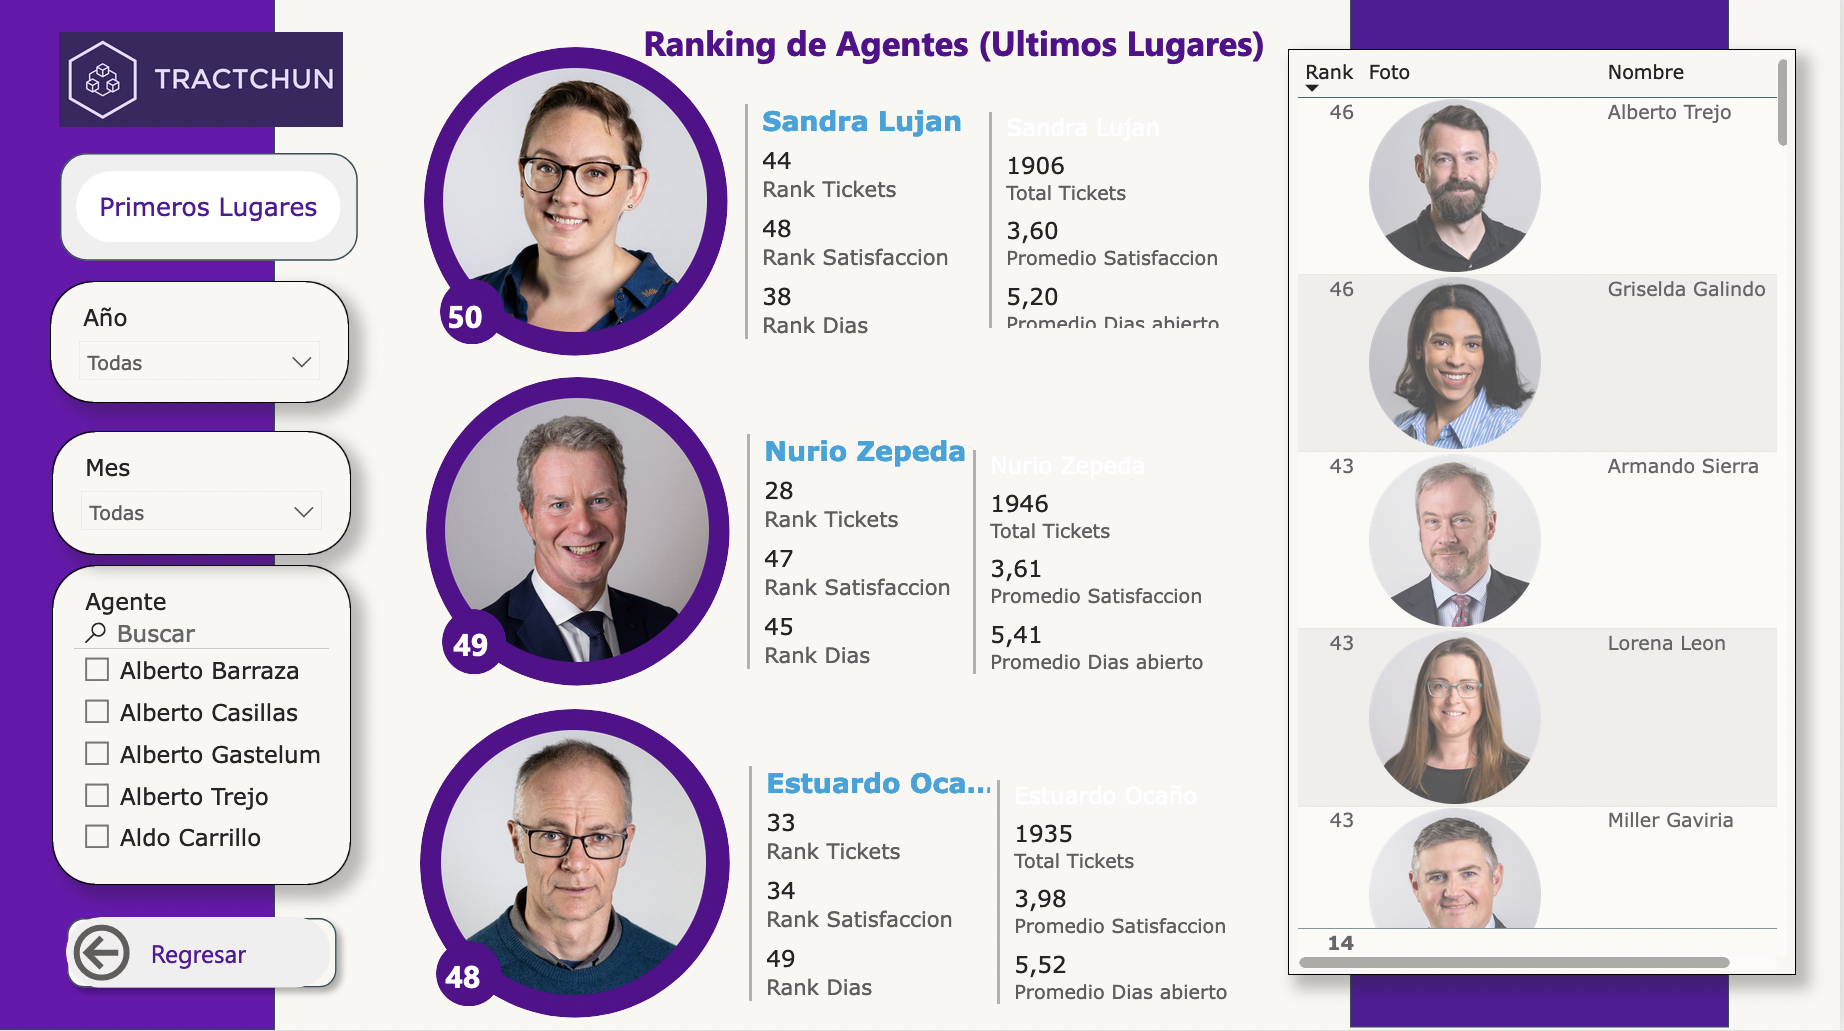 TRACTCHUN
Ranking de Agentes (Ultimos Lugares)
Primeros Lugares
Año
Todas
Mes
Todas
Agente
Buscar
Alberto Barraza
Alberto Casillas
Alberto Gastelum
Alberto Trejo
Aldo Carrillo
Regresar
50
Sandra Lujan
44
Rank Tickets
48
Rank Satisfaccion
38
Rank Dias
Sandra Lujan
1906
Total Tickets
3,60
Promedio Satisfaccion
5,20
Promedio Dias abierto
49
Nurio Zepeda
28
Rank Tickets
47
Rank Satisfaccion
45
Rank Dias
Nurio Zepeda
1946
Total Tickets
3,61
Promedio Satisfaccion
5,41
Promedio Dias abierto
48
Estuardo Oca...
33
Rank Tickets
34
Rank Satisfaccion
49
Rank Dias
Estuardo Ocaño
1935
Total Tickets
3,98
Promedio Satisfaccion
5,52
Promedio Dias abierto
Rank Foto Nombre
46 Alberto Trejo
46 Griselda Galindo
43 Armando Sierra
43 Lorena Leon
43 Miller Gaviria
14